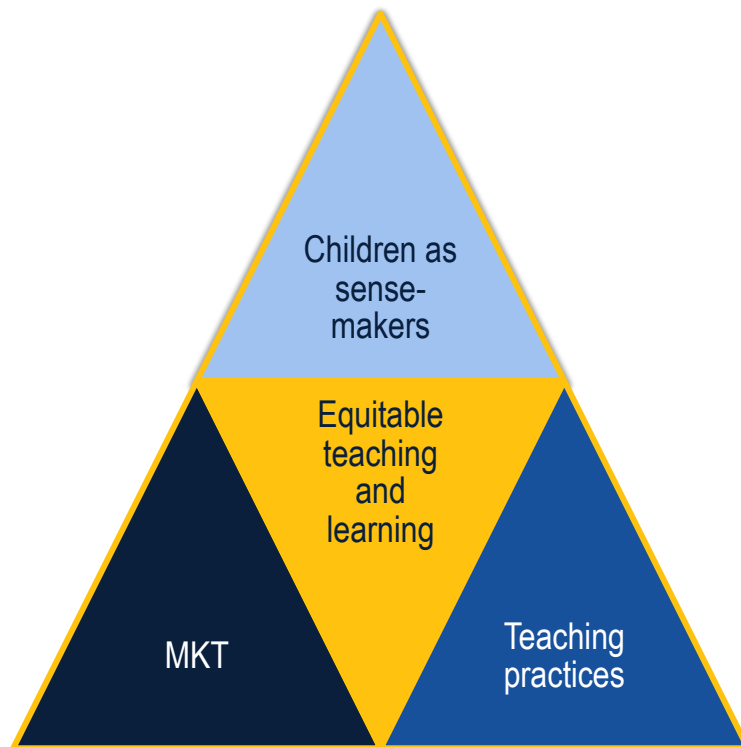 Children as
sense-
makers
Equitable
teaching
and
learning
MKT
Teaching
practices